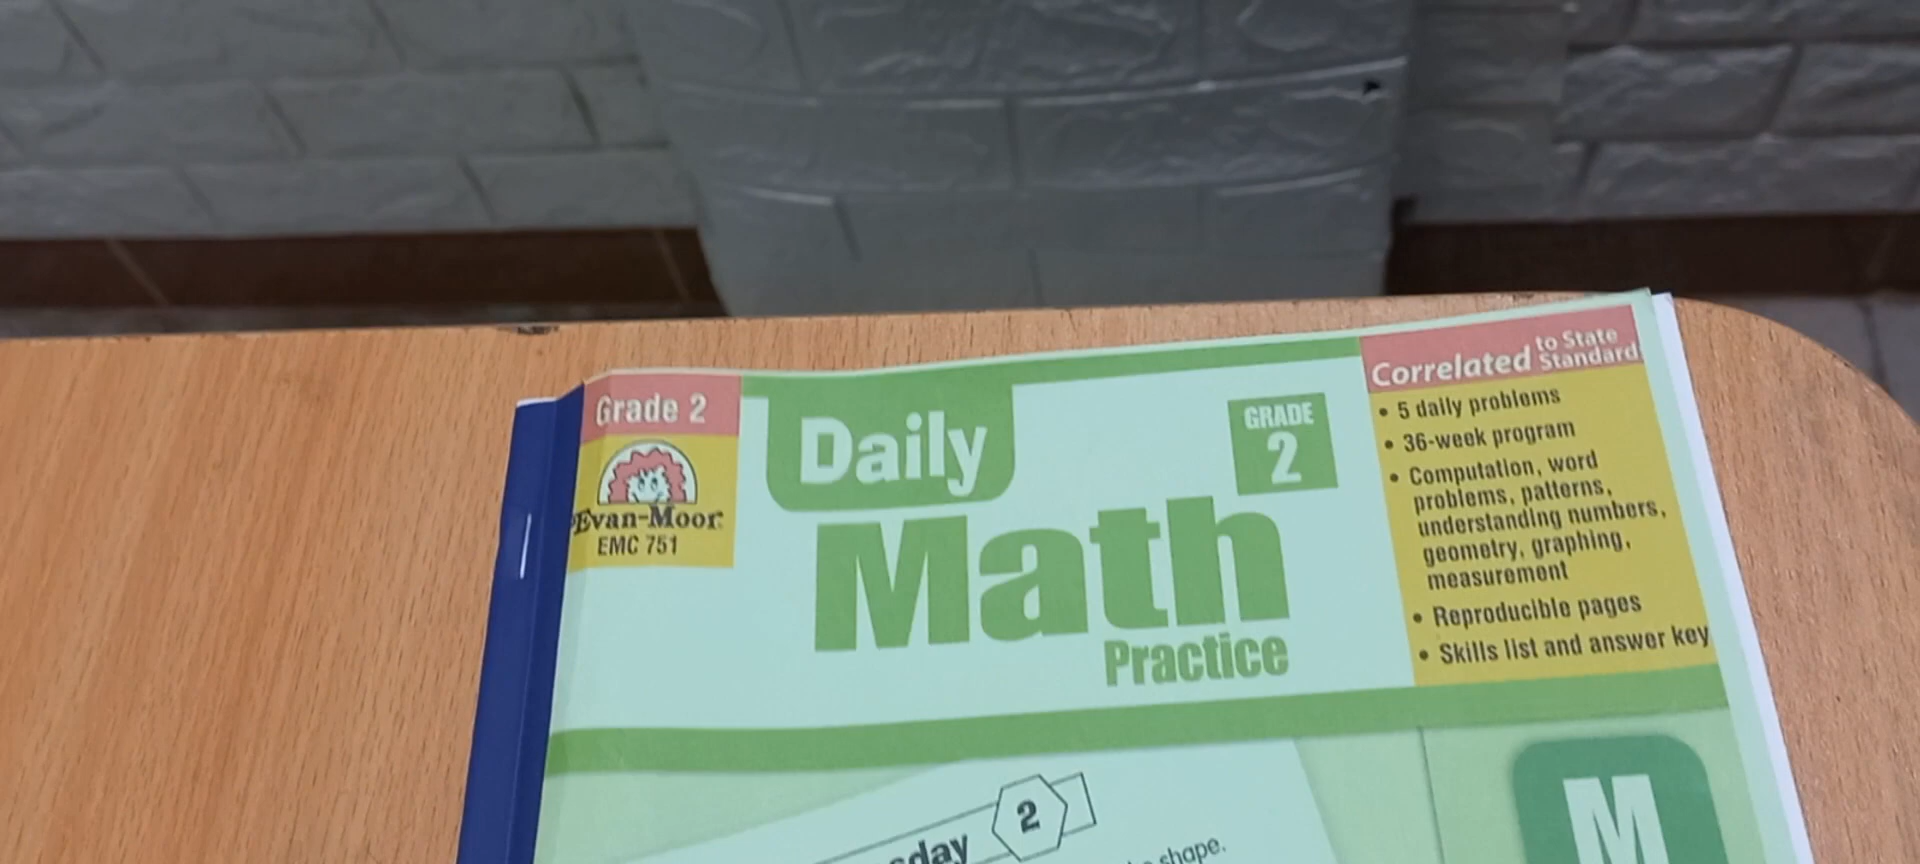 Grade 2
Evan-Moor
EMC 751
Daily
Math
Practice
GRADE
2
Correlated to State Standard
• 5 daily problems
• 36-week program
• Computation, word
problems, patterns,
understanding numbers,
geometry, graphing,
measurement
• Reproducible pages
• Skills list and answer key
2
shape.
M